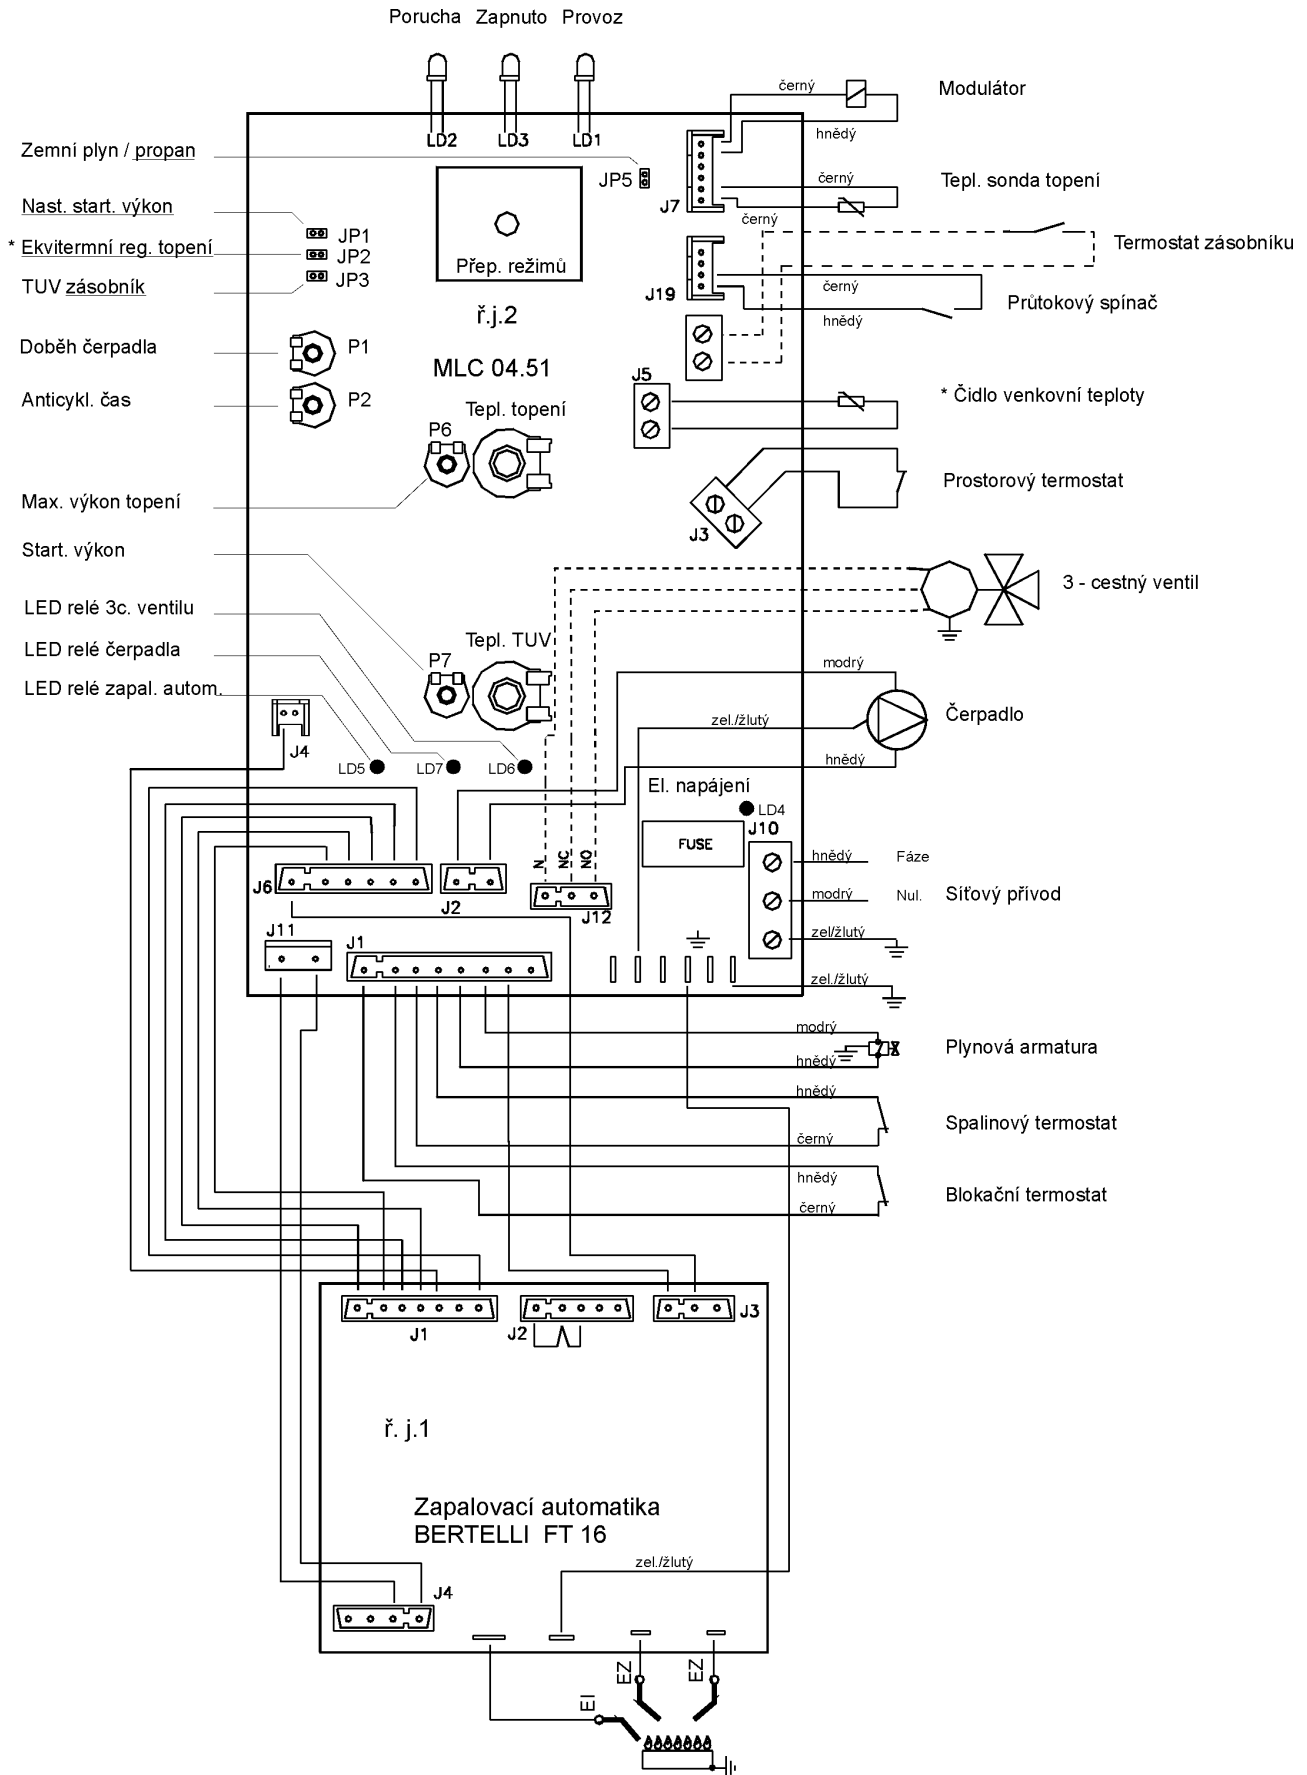 Porucha Zapnuto Provoz
LD2 LD3 LD1
Zemní plyn / propan
JP5
Nast. start. výkon
JP1
* Ekvitermní reg. topení
JP2
TUV zásobník
JP3
Přep. režimů
ř.j.2
MLC 04.51
Doběh čerpadla
P1
Anticykl. čas
P2
Tepl. topení
P6
Max. výkon topení
Start. výkon
LED relé 3c. ventilu
LED relé čerpadla
LED relé zapal. autom.
Tepl. TUV
P7
J4
LD5
LD7
LD6
černý
Modulátor
hnědý
černý
Tepl. sonda topení
J7
černý
Termostat zásobníku
J19
černý
Průtokový spínač
hnědý
J5
* Čidlo venkovní teploty
Prostorový termostat
J3
3 - cestný ventil
modrý
zel./žlutý
Čerpadlo
hnědý
El. napájení
LD4
FUSE
J10
hnědý
Fáze
modrý
Nul.
Síťový přívod
zel/žlutý
zel./žlutý
N
NC
NO
J6
J2
J12
J11
J1
modrý
Plynová armatura
hnědý
hnědý
Spalinový termostat
černý
hnědý
Blokační termostat
černý
J1
J2
J3
ř. j.1
Zapalovací automatika
BERTELLI FT 16
zel./žlutý
J4
EZ
EZ
EI